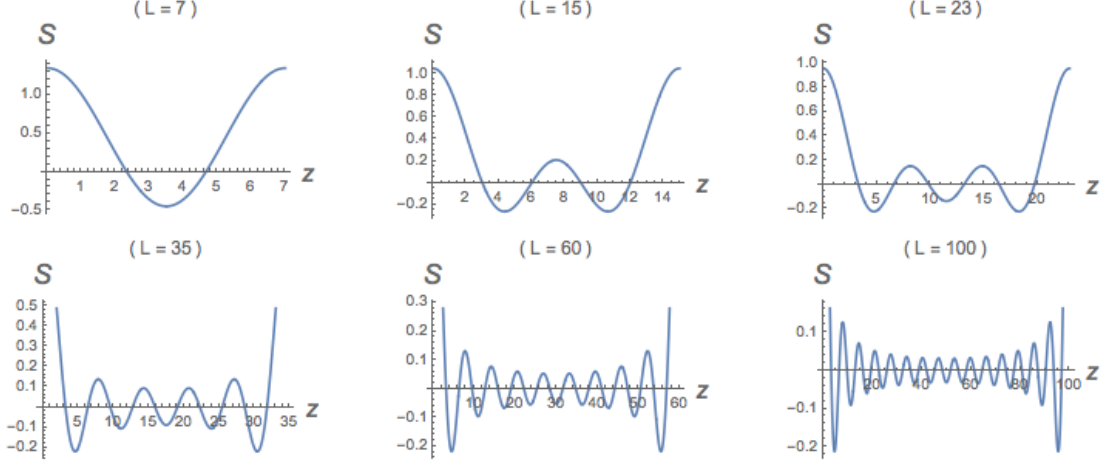 ( L = 7 )
S
1.0
0.5
-0.5
1 2 3 4 5 6 7
z
( L = 15 )
S
1.0
0.8
0.6
0.4
0.2
-0.2
2 4 6 8 10 12 14
z
( L = 23 )
S
1.0
0.8
0.6
0.4
0.2
-0.2
5 10 15 20
z
( L = 35 )
S
0.5
0.4
0.3
0.2
0.1
-0.1
-0.2
5 10 15 20 25 30 35
z
( L = 60 )
S
0.3
0.2
0.1
-0.1
-0.2
10 20 30 40 50 60
z
( L = 100 )
S
0.1
-0.1
-0.2
20 40 60 80 100
z